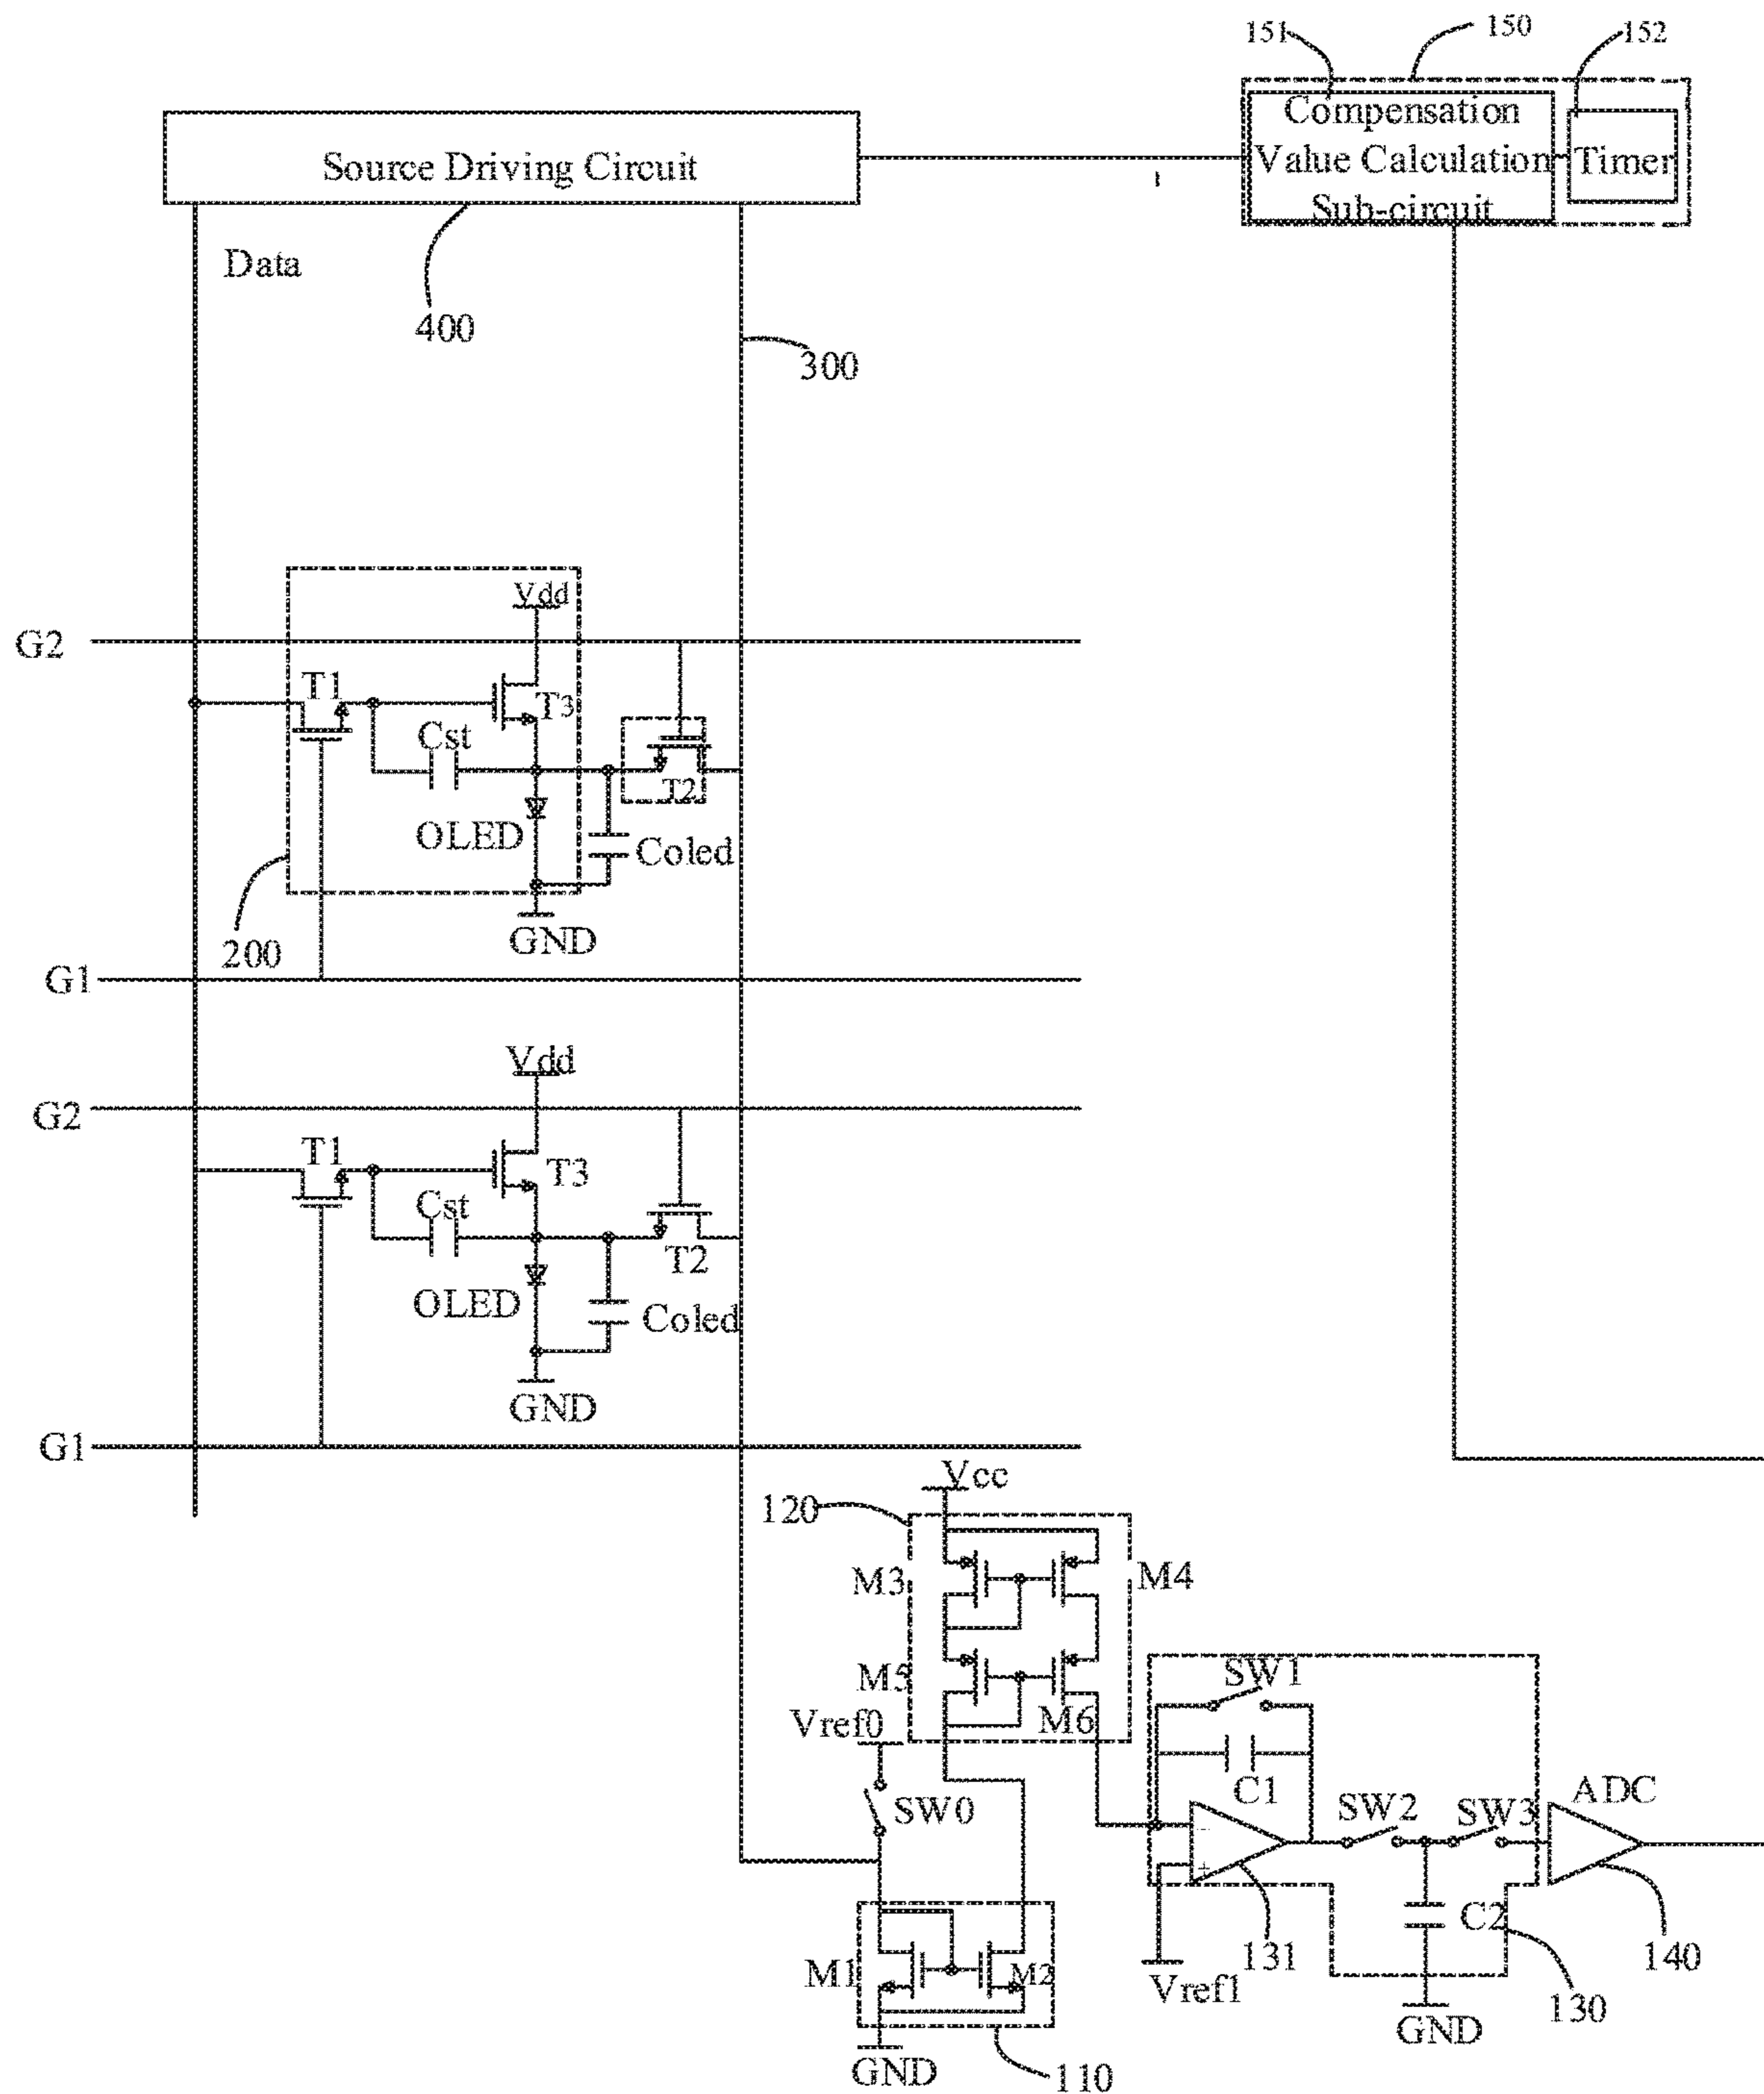 151
150
152
Compensation
Value Calculation
Sub-circuit
Timer
Source Driving Circuit
Data
400
300
Vdd
G2
T1
T3
Cst
T2
OLED
Coled
200
GND
G1
Vdd
G2
T1
T3
Cst
T2
OLED
Coled
GND
G1
Vcc
120
M3
M4
M5
M6
SW1
Vref0
C1
ADC
SW0
SW2
SW3
-
+
C2
131
140
M1
M2
Vref1
130
GND
GND
110